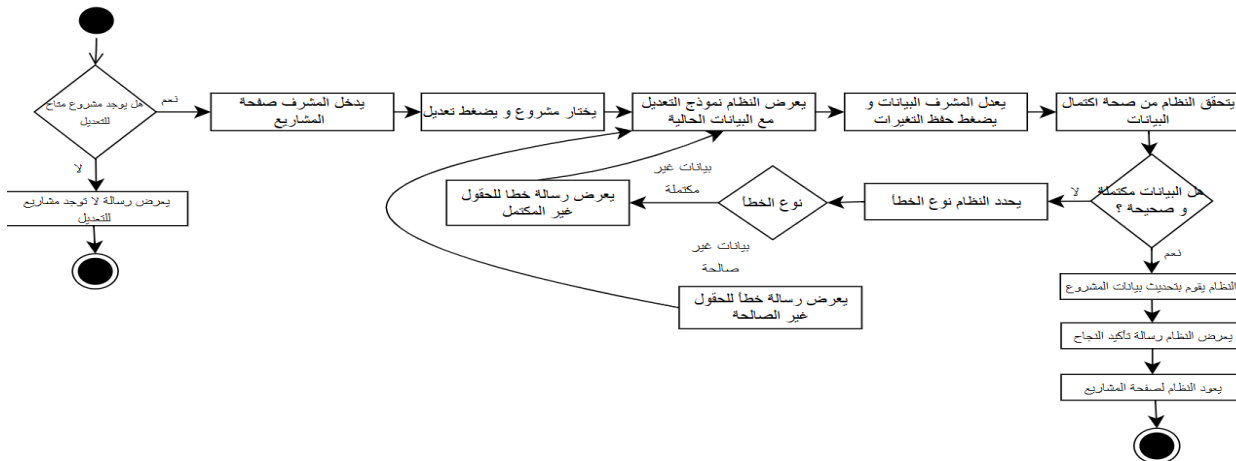 هل يوجد مشروع متاح
للتعديل
نعم
لا
يعرض رسالة لا توجد مشاريع
للتعديل
يدخل المشرف صفحة
المشاريع
يختار مشروع و يضغط تعديل
يعرض النظام نموذج التعديل
مع البيانات الحالية
يعدل المشرف البيانات و
يضغط حفظ التغيرات
يتحقق النظام من صحة اكتمال
البيانات
هل البيانات مكتملة
و صحيحة ؟
لا
يحدد النظام نوع الخطأ
نوع الخطأ
بيانات غير
مكتملة
يعرض رسالة خطا للحقول
غير المكتمل
بيانات غير
صالحة
يعرض رسالة خطأ للحقول
غير الصالحة
نعم
النظام يقوم بتحديث بيانات المشروع
يعرض النظام رسالة تأكيد النجاح
يعود النظام لصفحة المشاريع